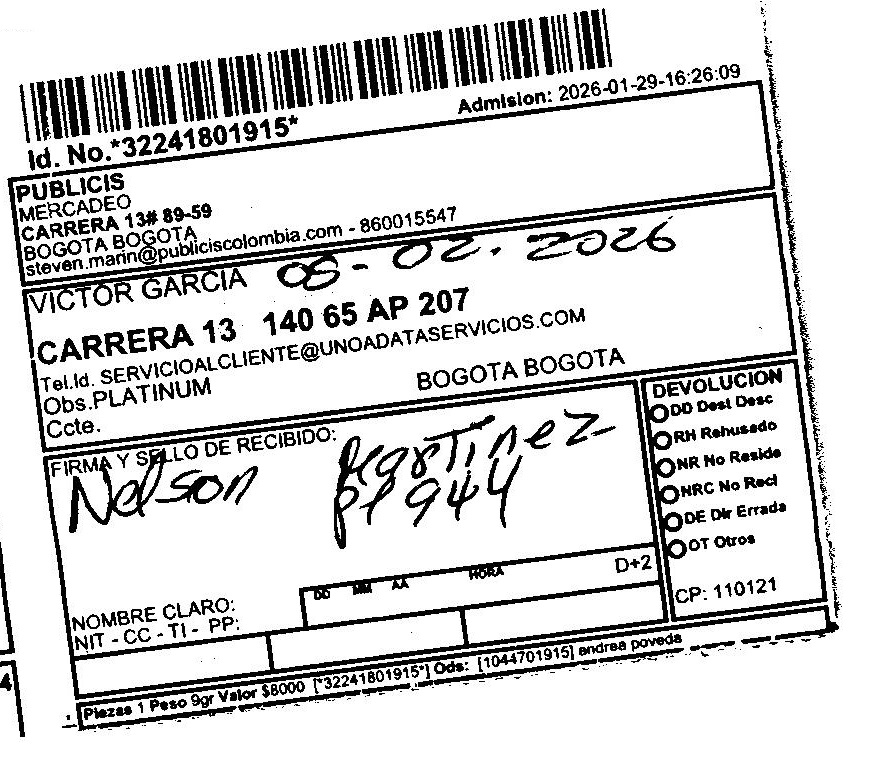 Admision: 2026-01-29-16:26:09
Id. No.*32241801915*
PUBLICIS
MERCADEO
CARRERA 13# 89-59
BOGOTA BOGOTA
steven.marin@publiciscolombia.com - 860015547
VICTOR GARCIA 05-02.2026
CARRERA 13 140 65 AP 207
Tel.Id. SERVICIOALCLIENTE@UNOADATASERVICIOS.COM
Obs.PLATINUM BOGOTA BOGOTA
Ccte.
FIRMA Y SELLO DE RECIBIDO:
Nelson Martinez
944
DEVOLUCION
DD Dest Desc
RH Rehusado
NR No Reside
NRC No Recl
DE Dir Errada
OT Otros
CP: 110121
DD MM AA HORA D+2
NOMBRE CLARO:
NIT - CC - TI - PP:
Piezas 1 Peso 9gr Valor $8000 [*32241801915*] Ods: [1044701915] andrea poveda
4